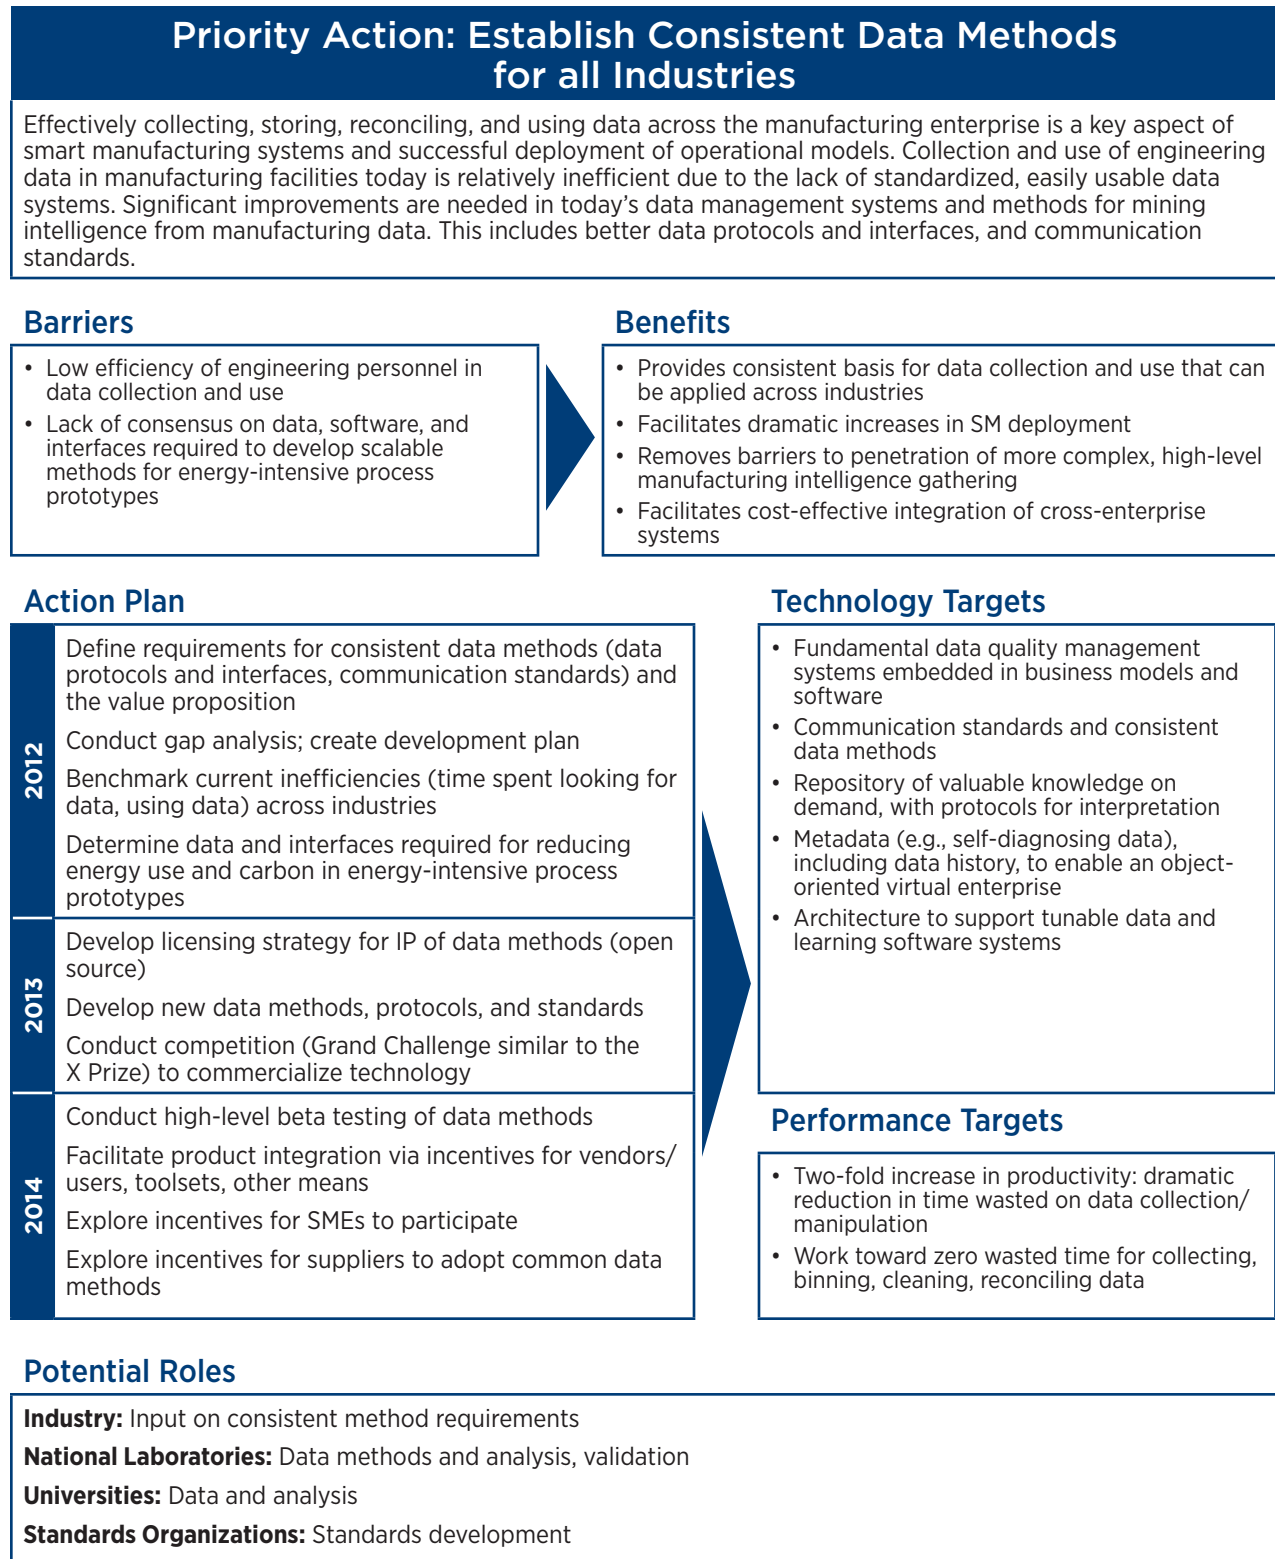 Priority Action: Establish Consistent Data Methods
for all Industries
Effectively collecting, storing, reconciling, and using data across the manufacturing enterprise is a key aspect of
smart manufacturing systems and successful deployment of operational models. Collection and use of engineering
data in manufacturing facilities today is relatively inefficient due to the lack of standardized, easily usable data
systems. Significant improvements are needed in today's data management systems and methods for mining
intelligence from manufacturing data. This includes better data protocols and interfaces, and communication
standards.
Barriers
• Low efficiency of engineering personnel in
data collection and use
• Lack of consensus on data, software, and
interfaces required to develop scalable
methods for energy-intensive process
prototypes
Benefits
• Provides consistent basis for data collection and use that can
be applied across industries
• Facilitates dramatic increases in SM deployment
• Removes barriers to penetration of more complex, high-level
manufacturing intelligence gathering
• Facilitates cost-effective integration of cross-enterprise
systems
Action Plan
2012
Define requirements for consistent data methods (data
protocols and interfaces, communication standards) and
the value proposition
Conduct gap analysis; create development plan
Benchmark current inefficiencies (time spent looking for
data, using data) across industries
Determine data and interfaces required for reducing
energy use and carbon in energy-intensive process
prototypes
2013
Develop licensing strategy for IP of data methods (open
source)
Develop new data methods, protocols, and standards
Conduct competition (Grand Challenge similar to the
X Prize) to commercialize technology
2014
Conduct high-level beta testing of data methods
Facilitate product integration via incentives for vendors/
users, toolsets, other means
Explore incentives for SMEs to participate
Explore incentives for suppliers to adopt common data
methods
Technology Targets
• Fundamental data quality management
systems embedded in business models and
software
• Communication standards and consistent
data methods
• Repository of valuable knowledge on
demand, with protocols for interpretation
• Metadata (e.g., self-diagnosing data),
including data history, to enable an object-
oriented virtual enterprise
• Architecture to support tunable data and
learning software systems
Performance Targets
• Two-fold increase in productivity: dramatic
reduction in time wasted on data collection/
manipulation
• Work toward zero wasted time for collecting,
binning, cleaning, reconciling data
Potential Roles
Industry: Input on consistent method requirements
National Laboratories: Data methods and analysis, validation
Universities: Data and analysis
Standards Organizations: Standards development